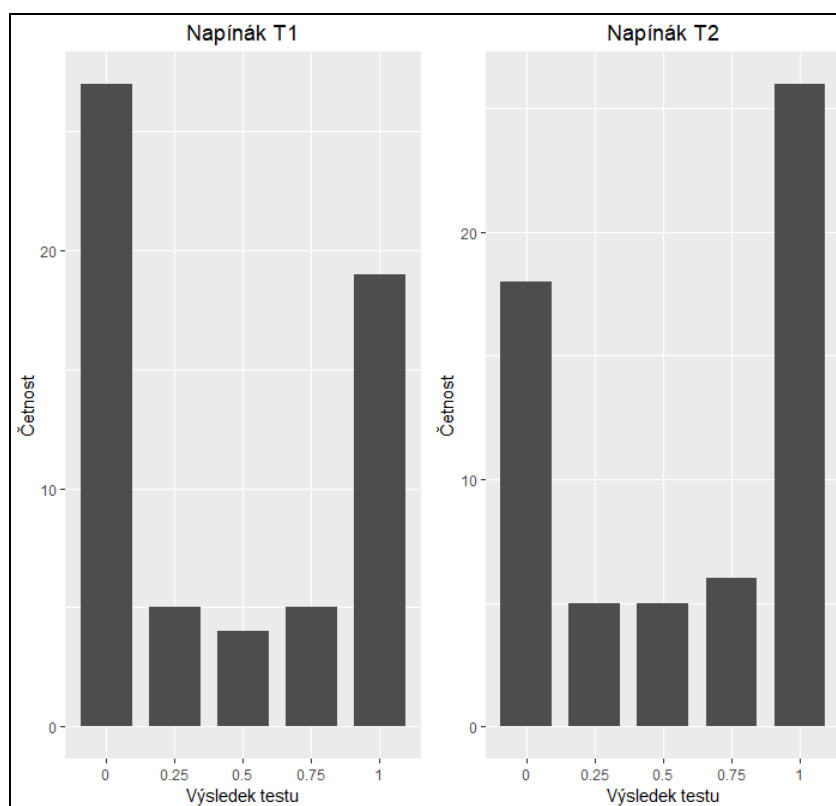 Napínák T1
Četnost
20
10
0
0 0.25 0.5 0.75 1
Výsledek testu
Napínák T2
Četnost
20
10
0
0 0.25 0.5 0.75 1
Výsledek testu